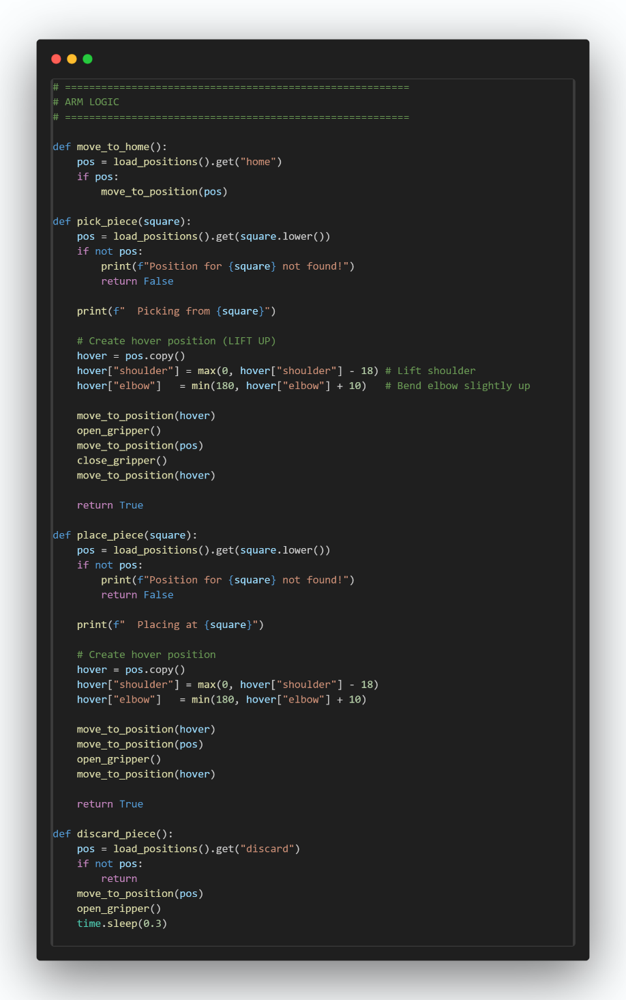 # =========================================================
# ARM LOGIC
# =========================================================

def move_to_home():
    pos = load_positions().get("home")
    if pos:
        move_to_position(pos)

def pick_piece(square):
    pos = load_positions().get(square.lower())
    if not pos:
        print(f"Position for {square} not found!")
        return False

    print(f"  Picking from {square}")

    # Create hover position (LIFT UP)
    hover = pos.copy()
    hover["shoulder"] = max(0, hover["shoulder"] - 18) # Lift shoulder
    hover["elbow"]   = min(180, hover["elbow"] + 10)   # Bend elbow slightly up

    move_to_position(hover)
    open_gripper()
    move_to_position(pos)
    close_gripper()
    move_to_position(hover)

    return True

def place_piece(square):
    pos = load_positions().get(square.lower())
    if not pos:
        print(f"Position for {square} not found!")
        return False

    print(f"  Placing at {square}")

    # Create hover position
    hover = pos.copy()
    hover["shoulder"] = max(0, hover["shoulder"] - 18)
    hover["elbow"]   = min(180, hover["elbow"] + 10)

    move_to_position(hover)
    move_to_position(pos)
    open_gripper()
    move_to_position(hover)

    return True

def discard_piece():
    pos = load_positions().get("discard")
    if not pos:
        return
    move_to_position(pos)
    open_gripper()
    time.sleep(0.3)